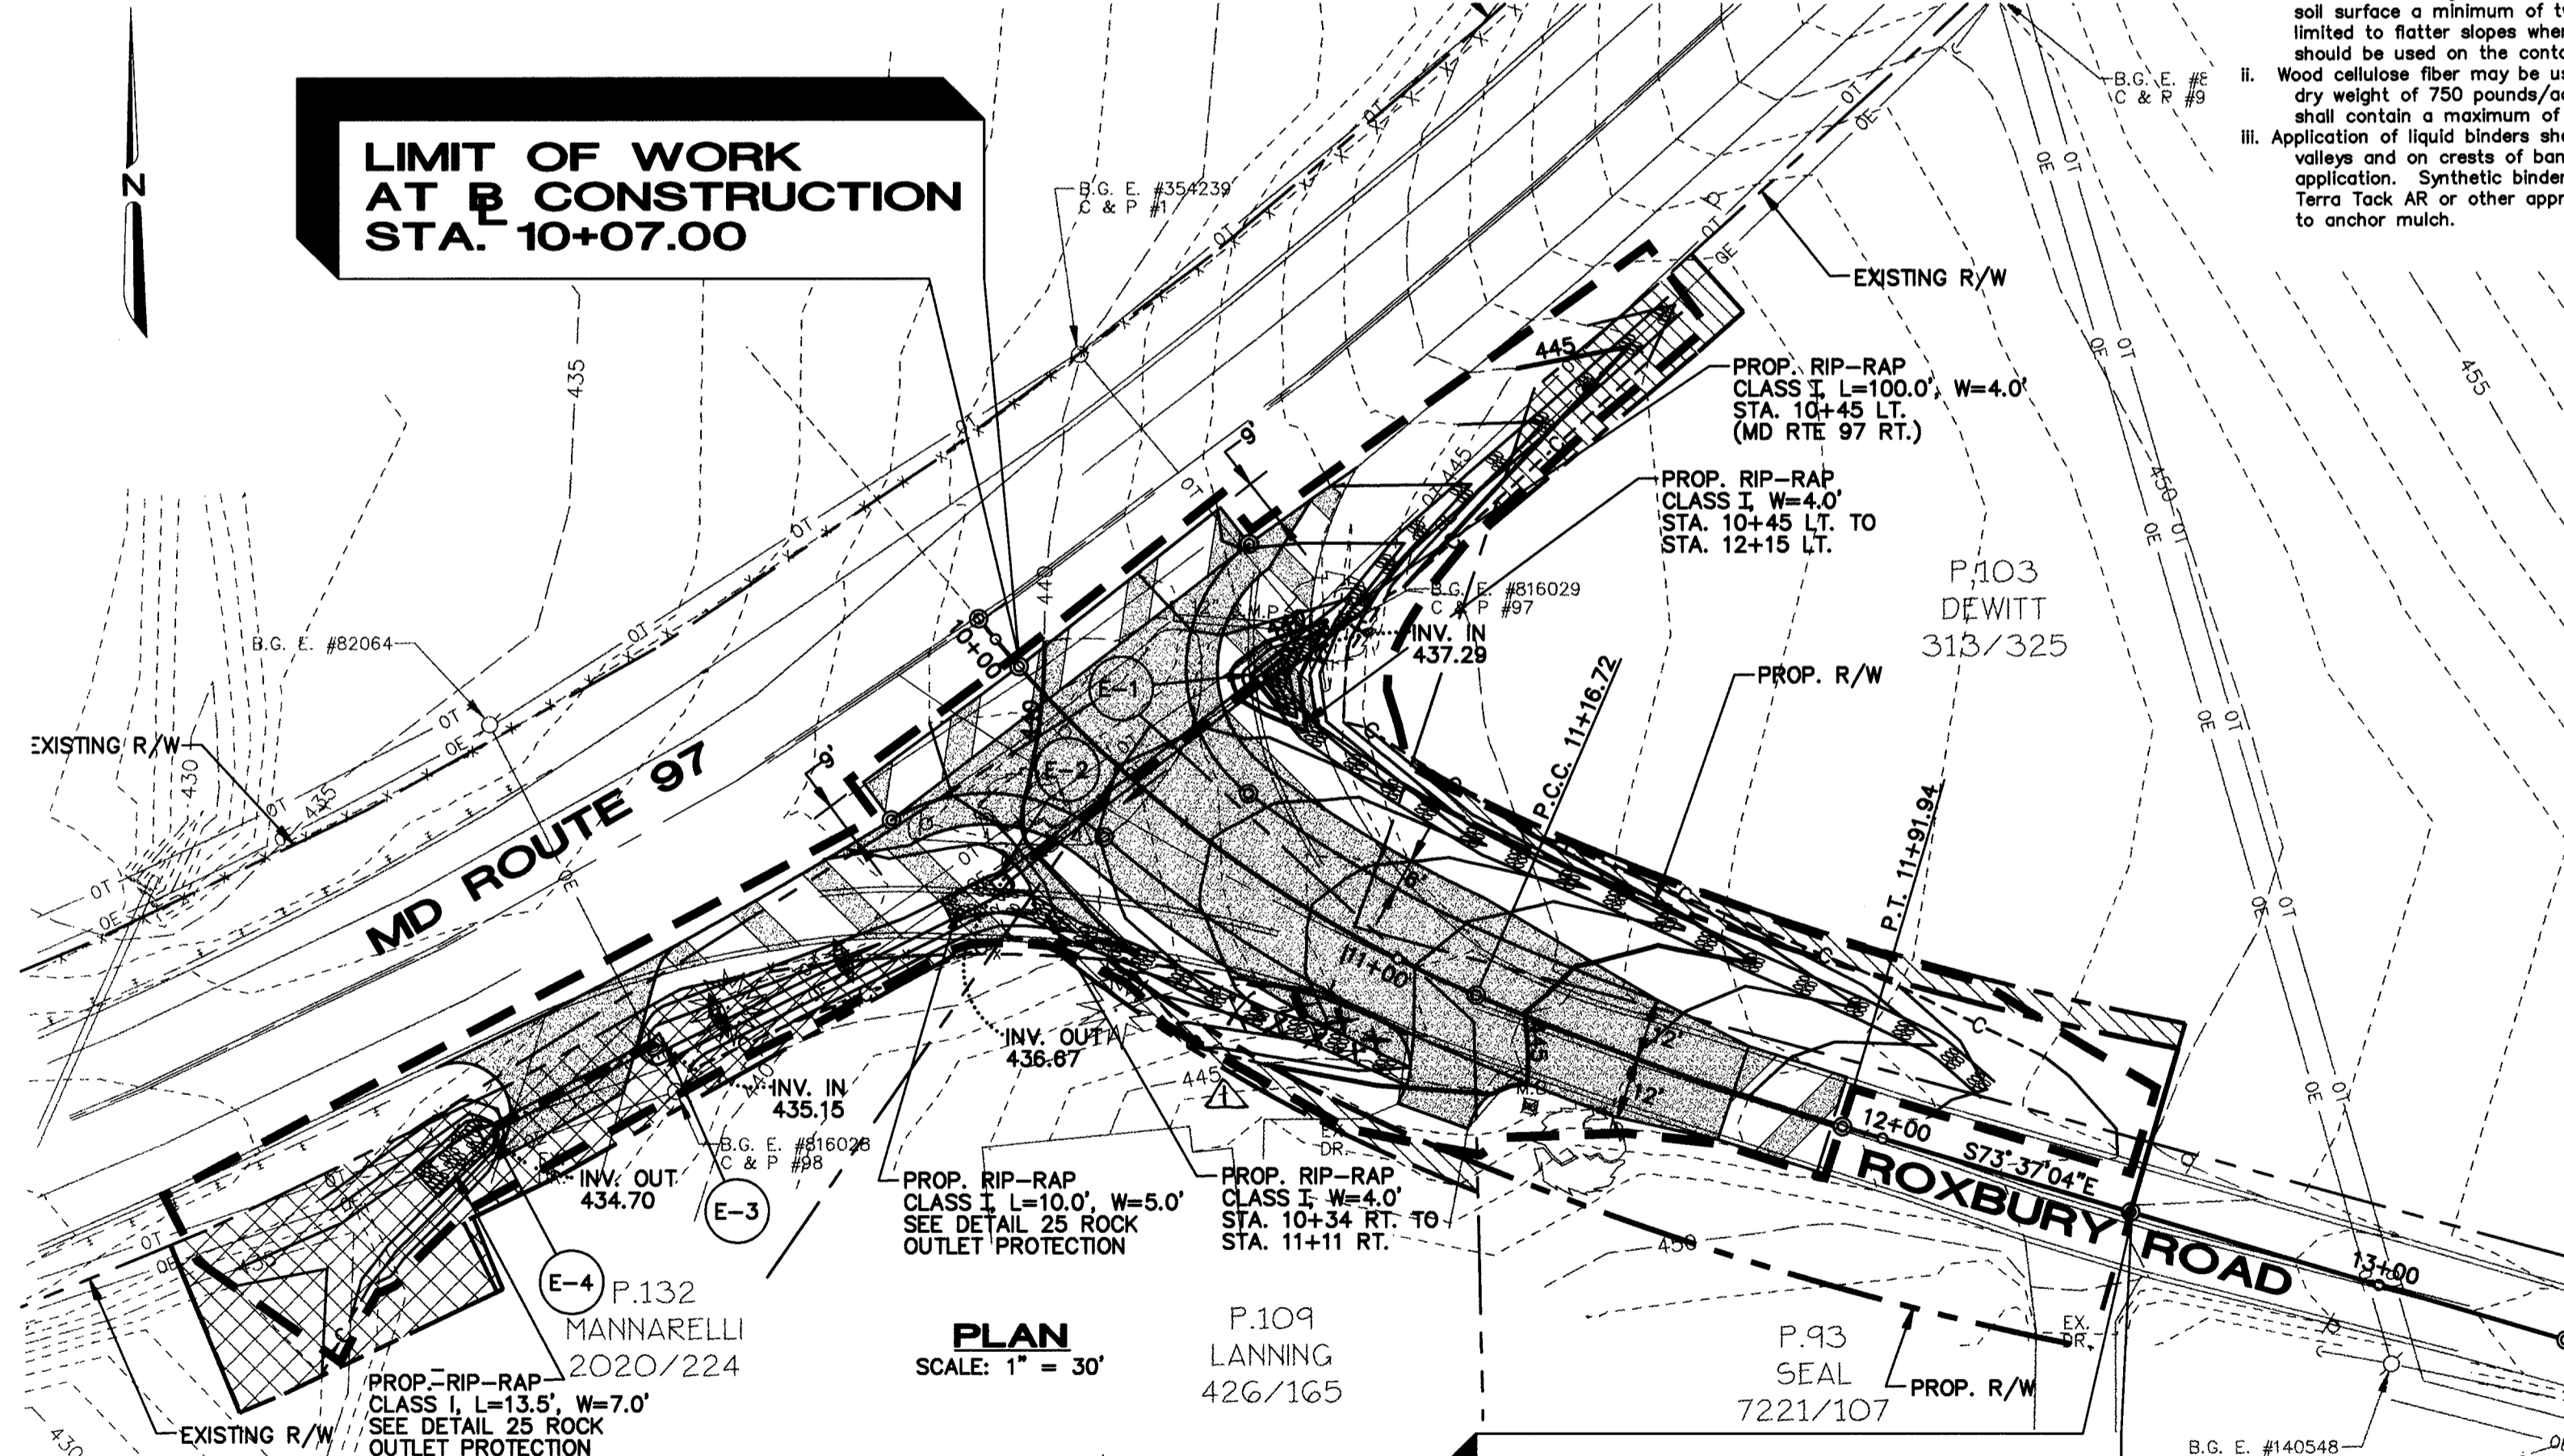 soil surface a minimum of
limited to flatter slopes
should be used on the
ii. Wood cellulose fiber may be
dry weight of 750
shall contain a maximum of
iii. Application of liquid binders
valleys and on crests of
application. Synthetic
Terra Tack AR or other
to anchor mulch.
N
LIMIT OF WORK
AT B CONSTRUCTION
STA. 10+07.00
B.G. E. #354239
C & P #1
B.G. E.
C & R
EXISTING R/W
435
445
455
PROP. RIP-RAP
CLASS I, L=100.0', W=4.0'
STA. 10+45 LT.
(MD RTE 97 RT.)
9'
445
PROP. RIP-RAP
CLASS I, W=4.0'
STA. 10+45 LT. TO
STA. 12+15 LT.
450
P.103
DEWITT
313/325
B.G. E. #816029
C & P #97
INV. IN
437.29
440
10+00
E-1
B.G. E. #82064
P.C.C. 11+16.72
PROP. R/W
EXISTING R/W
430
435
MD ROUTE 97
9'
440
E-2
P.T. 11+91.94
6'
11+00
INV. OUT
436.67
445
445
12'
12'
INV. IN
435.15
B.G. E. #816028
C & P #98
INV. OUT
434.70
E-3
DR.
12+00
S73°37'04"E
ROXBURY ROAD
13+00
PROP. RIP-RAP
CLASS I, L=10.0', W=5.0'
SEE DETAIL 25 ROCK
OUTLET PROTECTION
PROP. RIP-RAP
CLASS I, W=4.0'
STA. 10+34 RT. TO
STA. 11+11 RT.
450
435
E-4
P.132
MANNARELLI
2020/224
PLAN
SCALE: 1" = 30'
P.109
LANNING
426/165
P.93
SEAL
7221/107
EX.
DR.
PROP. R/W
PROP. RIP-RAP
CLASS I, L=13.5', W=7.0'
SEE DETAIL 25 ROCK
OUTLET PROTECTION
EXISTING R/W
430
B.G. E. #140548